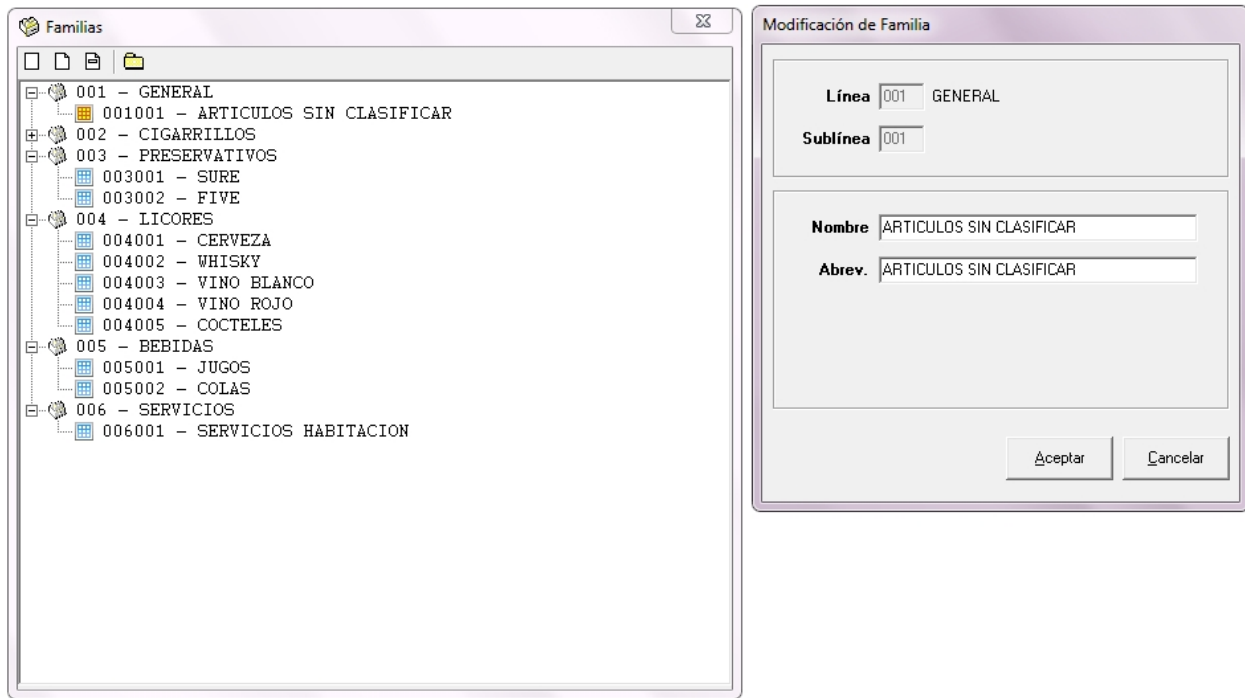 Familias
001 - GENERAL
001001 - ARTICULOS SIN CLASIFICAR
002 - CIGARRILLOS
003 - PRESERVATIVOS
003001 - SURE
003002 - FIVE
004 - LICORES
004001 - CERVEZA
004002 - WHISKY
004003 - VINO BLANCO
004004 - VINO ROJO
004005 - COCTELES
005 - BEBIDAS
005001 - JUGOS
005002 - COLAS
006 - SERVICIOS
006001 - SERVICIOS HABITACION
Modificación de Familia
Línea 001 GENERAL
Sublínea 001
Nombre ARTICULOS SIN CLASIFICAR
Abrev. ARTICULOS SIN CLASIFICAR
Aceptar Cancelar